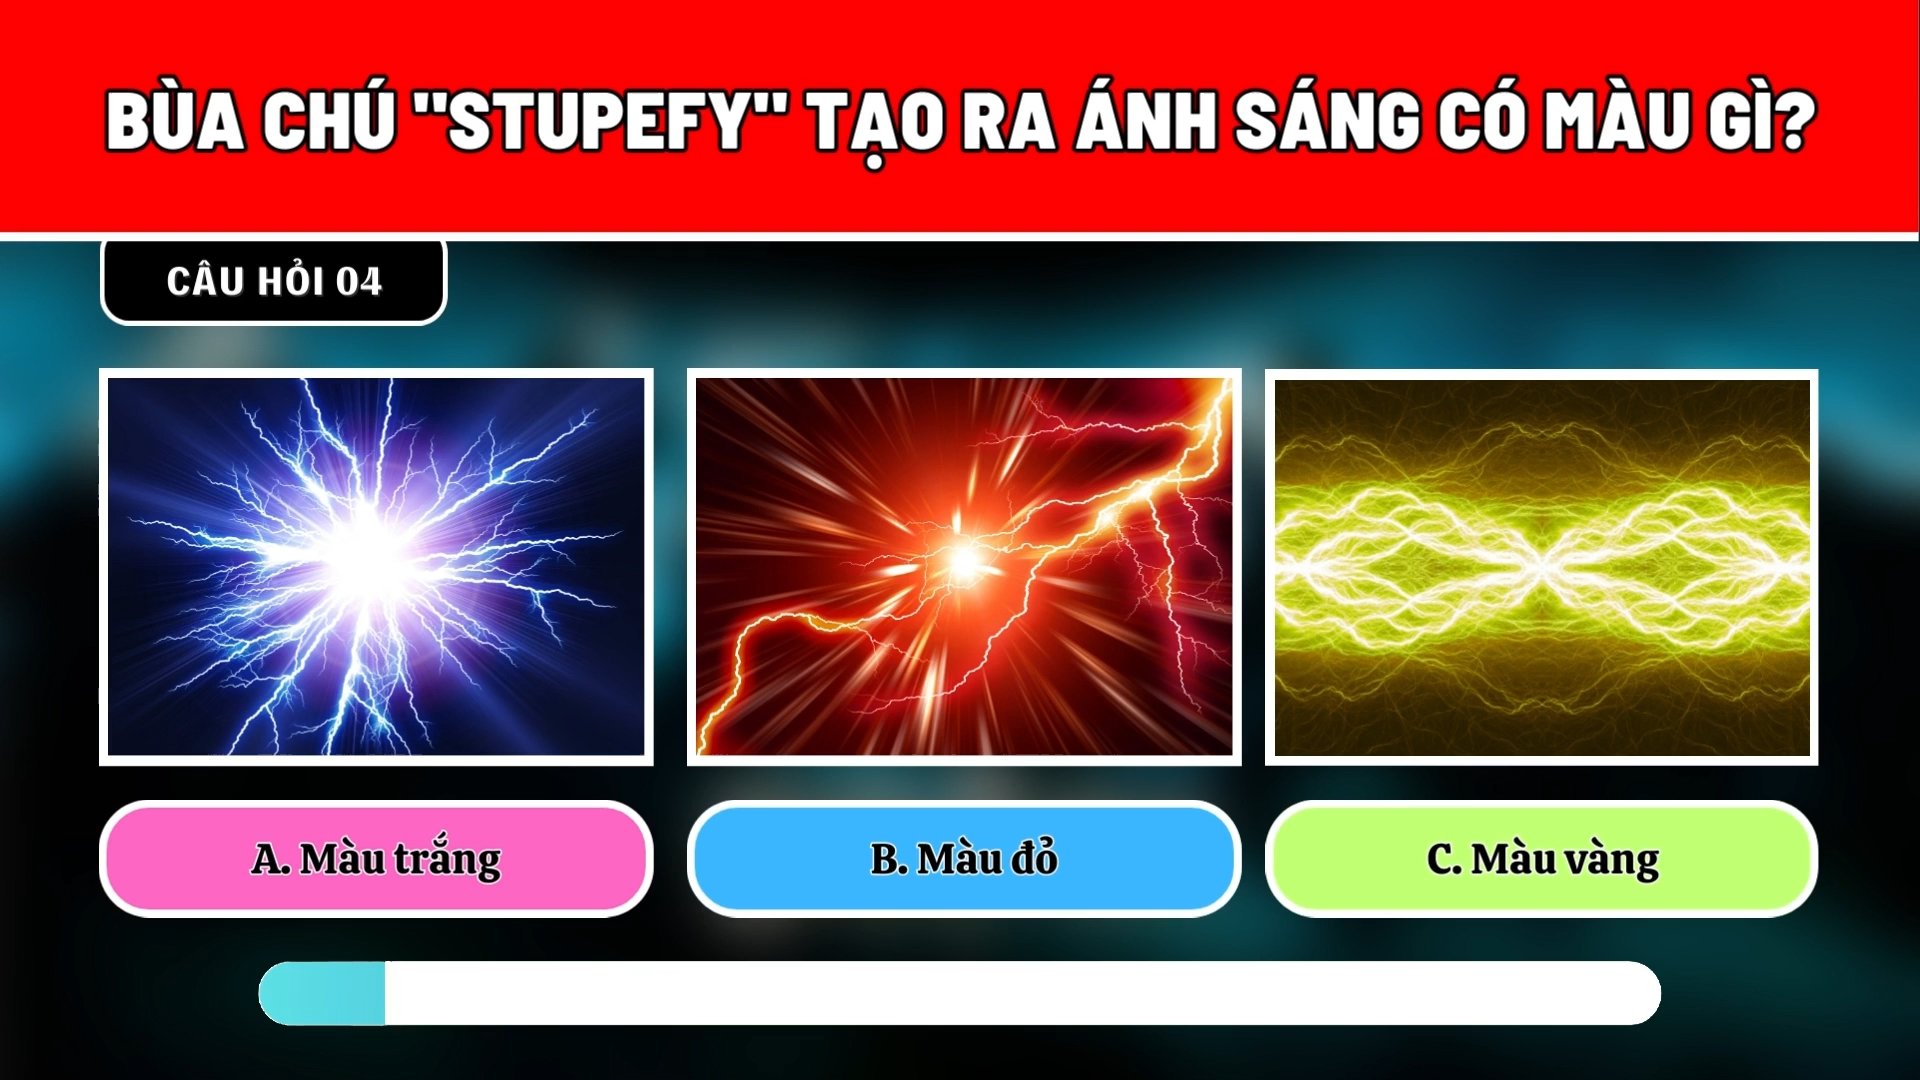 BÙA CHÚ "STUPEFY" TẠO RA ÁNH SÁNG CÓ MÀU GÌ?
CÂU HỎI 04
A. Màu trắng
B. Màu đỏ
C. Màu vàng